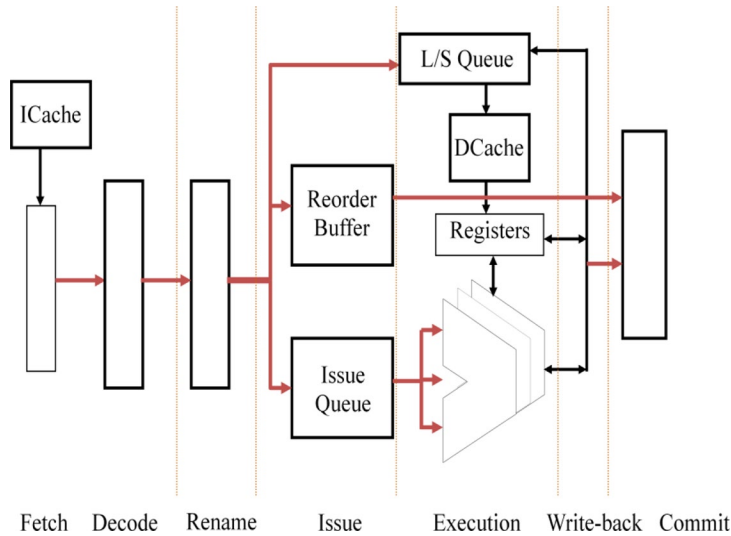 L/S Queue
ICache
DCache
Reorder
Buffer
Registers
Issue
Queue
Fetch Decode Rename Issue Execution Write-back Commit